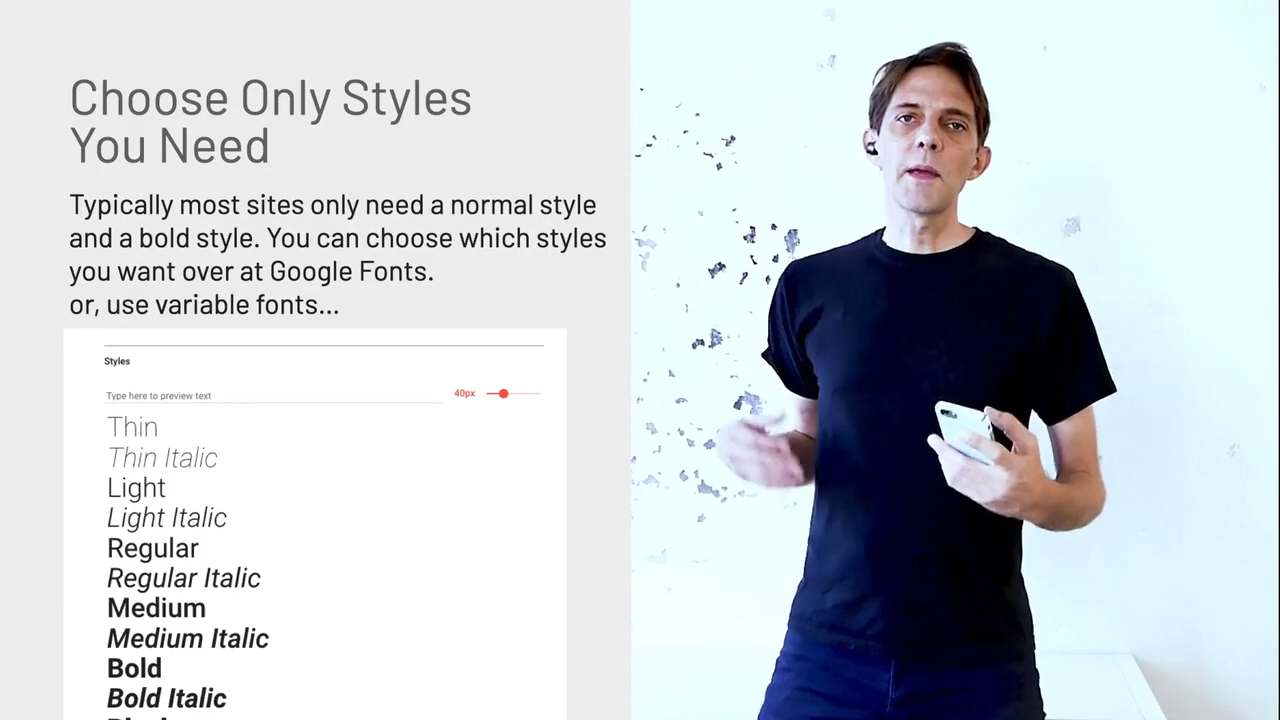 Choose Only Styles
You Need
Typically most sites only need a normal style
and a bold style. You can choose which styles
you want over at Google Fonts.
or, use variable fonts...
Styles
Type here to preview text
40px
Thin
Thin Italic
Light
Light Italic
Regular
Regular Italic
Medium
Medium Italic
Bold
Bold Italic